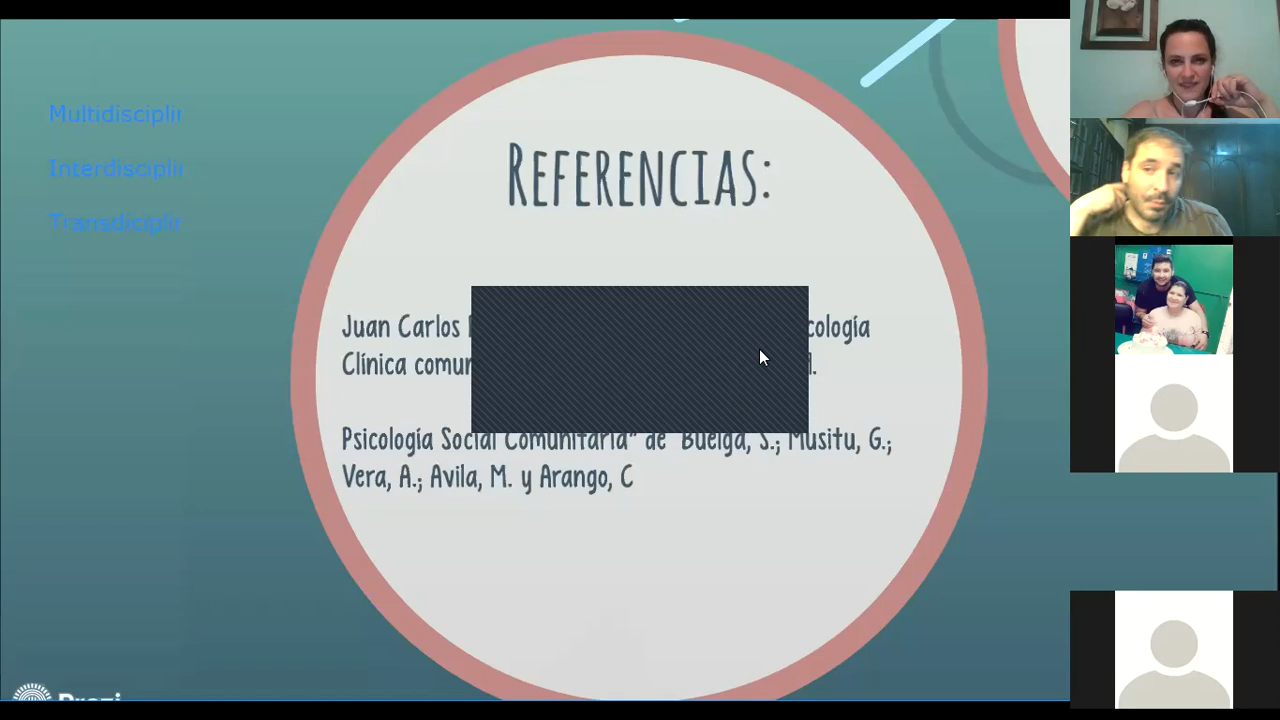 Multidisciplin
Interdisciplin
Transdiciplin
REFERENCIAS:
Juan Carlos cología
Clínica comun
Psicología Social Comunitaria" de Buelga, S.; Musitu, G.;
Vera, A.; Avila, M. y Arango, C
Prezi